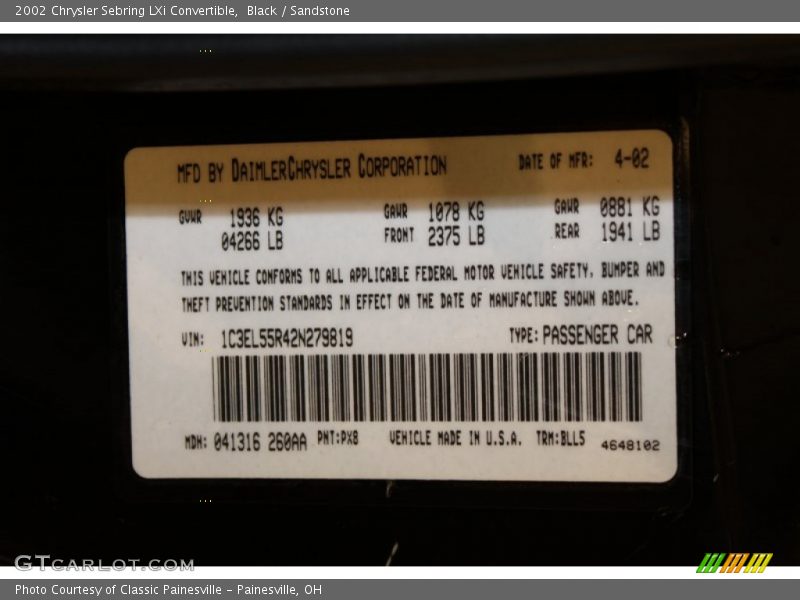 2002 Chrysler Sebring LXi Convertible,  Black / Sandstone
MFD BY DAIMLERCHRYSLER CORPORATION DATE OF MFR: 4-02
GVWR 1936 KG GAWR 1078 KG GAWR 0881 KG
04266 LB FRONT 2375 LB REAR 1941 LB
THIS VEHICLE CONFORMS TO ALL APPLICABLE FEDERAL MOTOR VEHICLE SAFETY, BUMPER AND
THEFT PREVENTION STANDARDS IN EFFECT ON THE DATE OF MANUFACTURE SHOWN ABOVE.
VIN: 1C3EL55R42N279819 TYPE: PASSENGER CAR
MDH: 041316 260AA PNT:PX8 VEHICLE MADE IN U.S.A. TRM:BLL5 4648102
GTCARLOT.COM
Photo Courtesy of Classic Painesville - Painesville, OH